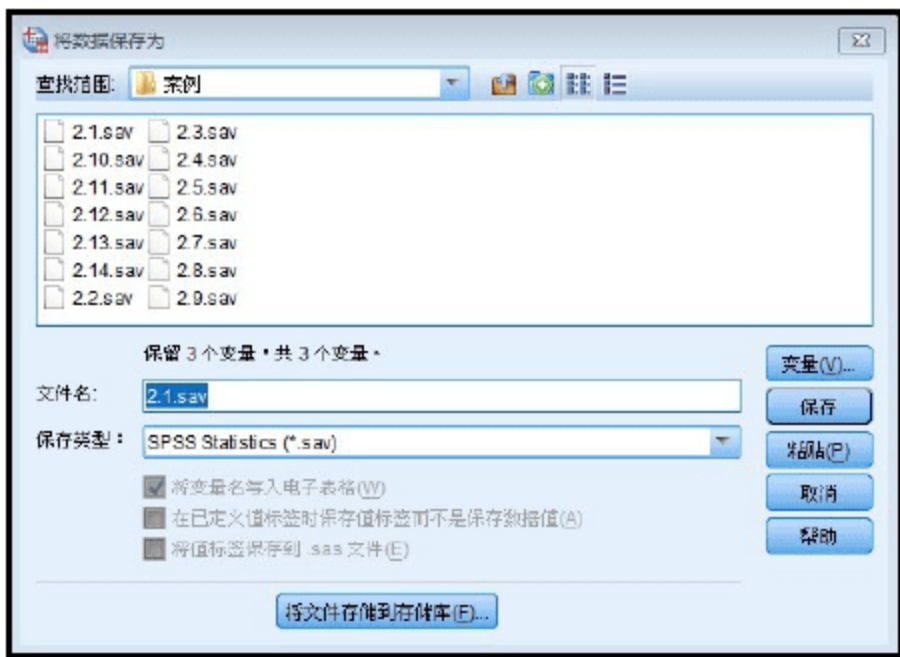 将数据保存为
查找范围: 案例
2.1.sav 2.3.sav
2.10.sav 2.4.sav
2.11.sav 2.5.sav
2.12.sav 2.6.sav
2.13.sav 2.7.sav
2.14.sav 2.8.sav
2.2.sav 2.9.sav
保留 3 个变量，共 3 个变量。
变量(V)...
文件名: 2.1.sav
保存
保存类型： SPSS Statistics (*.sav)
粘贴(P)
将变量名写入电子表格(W)
取消
在已定义值标签时保存值标签而不是保存数据值(A)
将值标签保存到 .sas 文件(E)
帮助
将文件存储到存储库(F)...